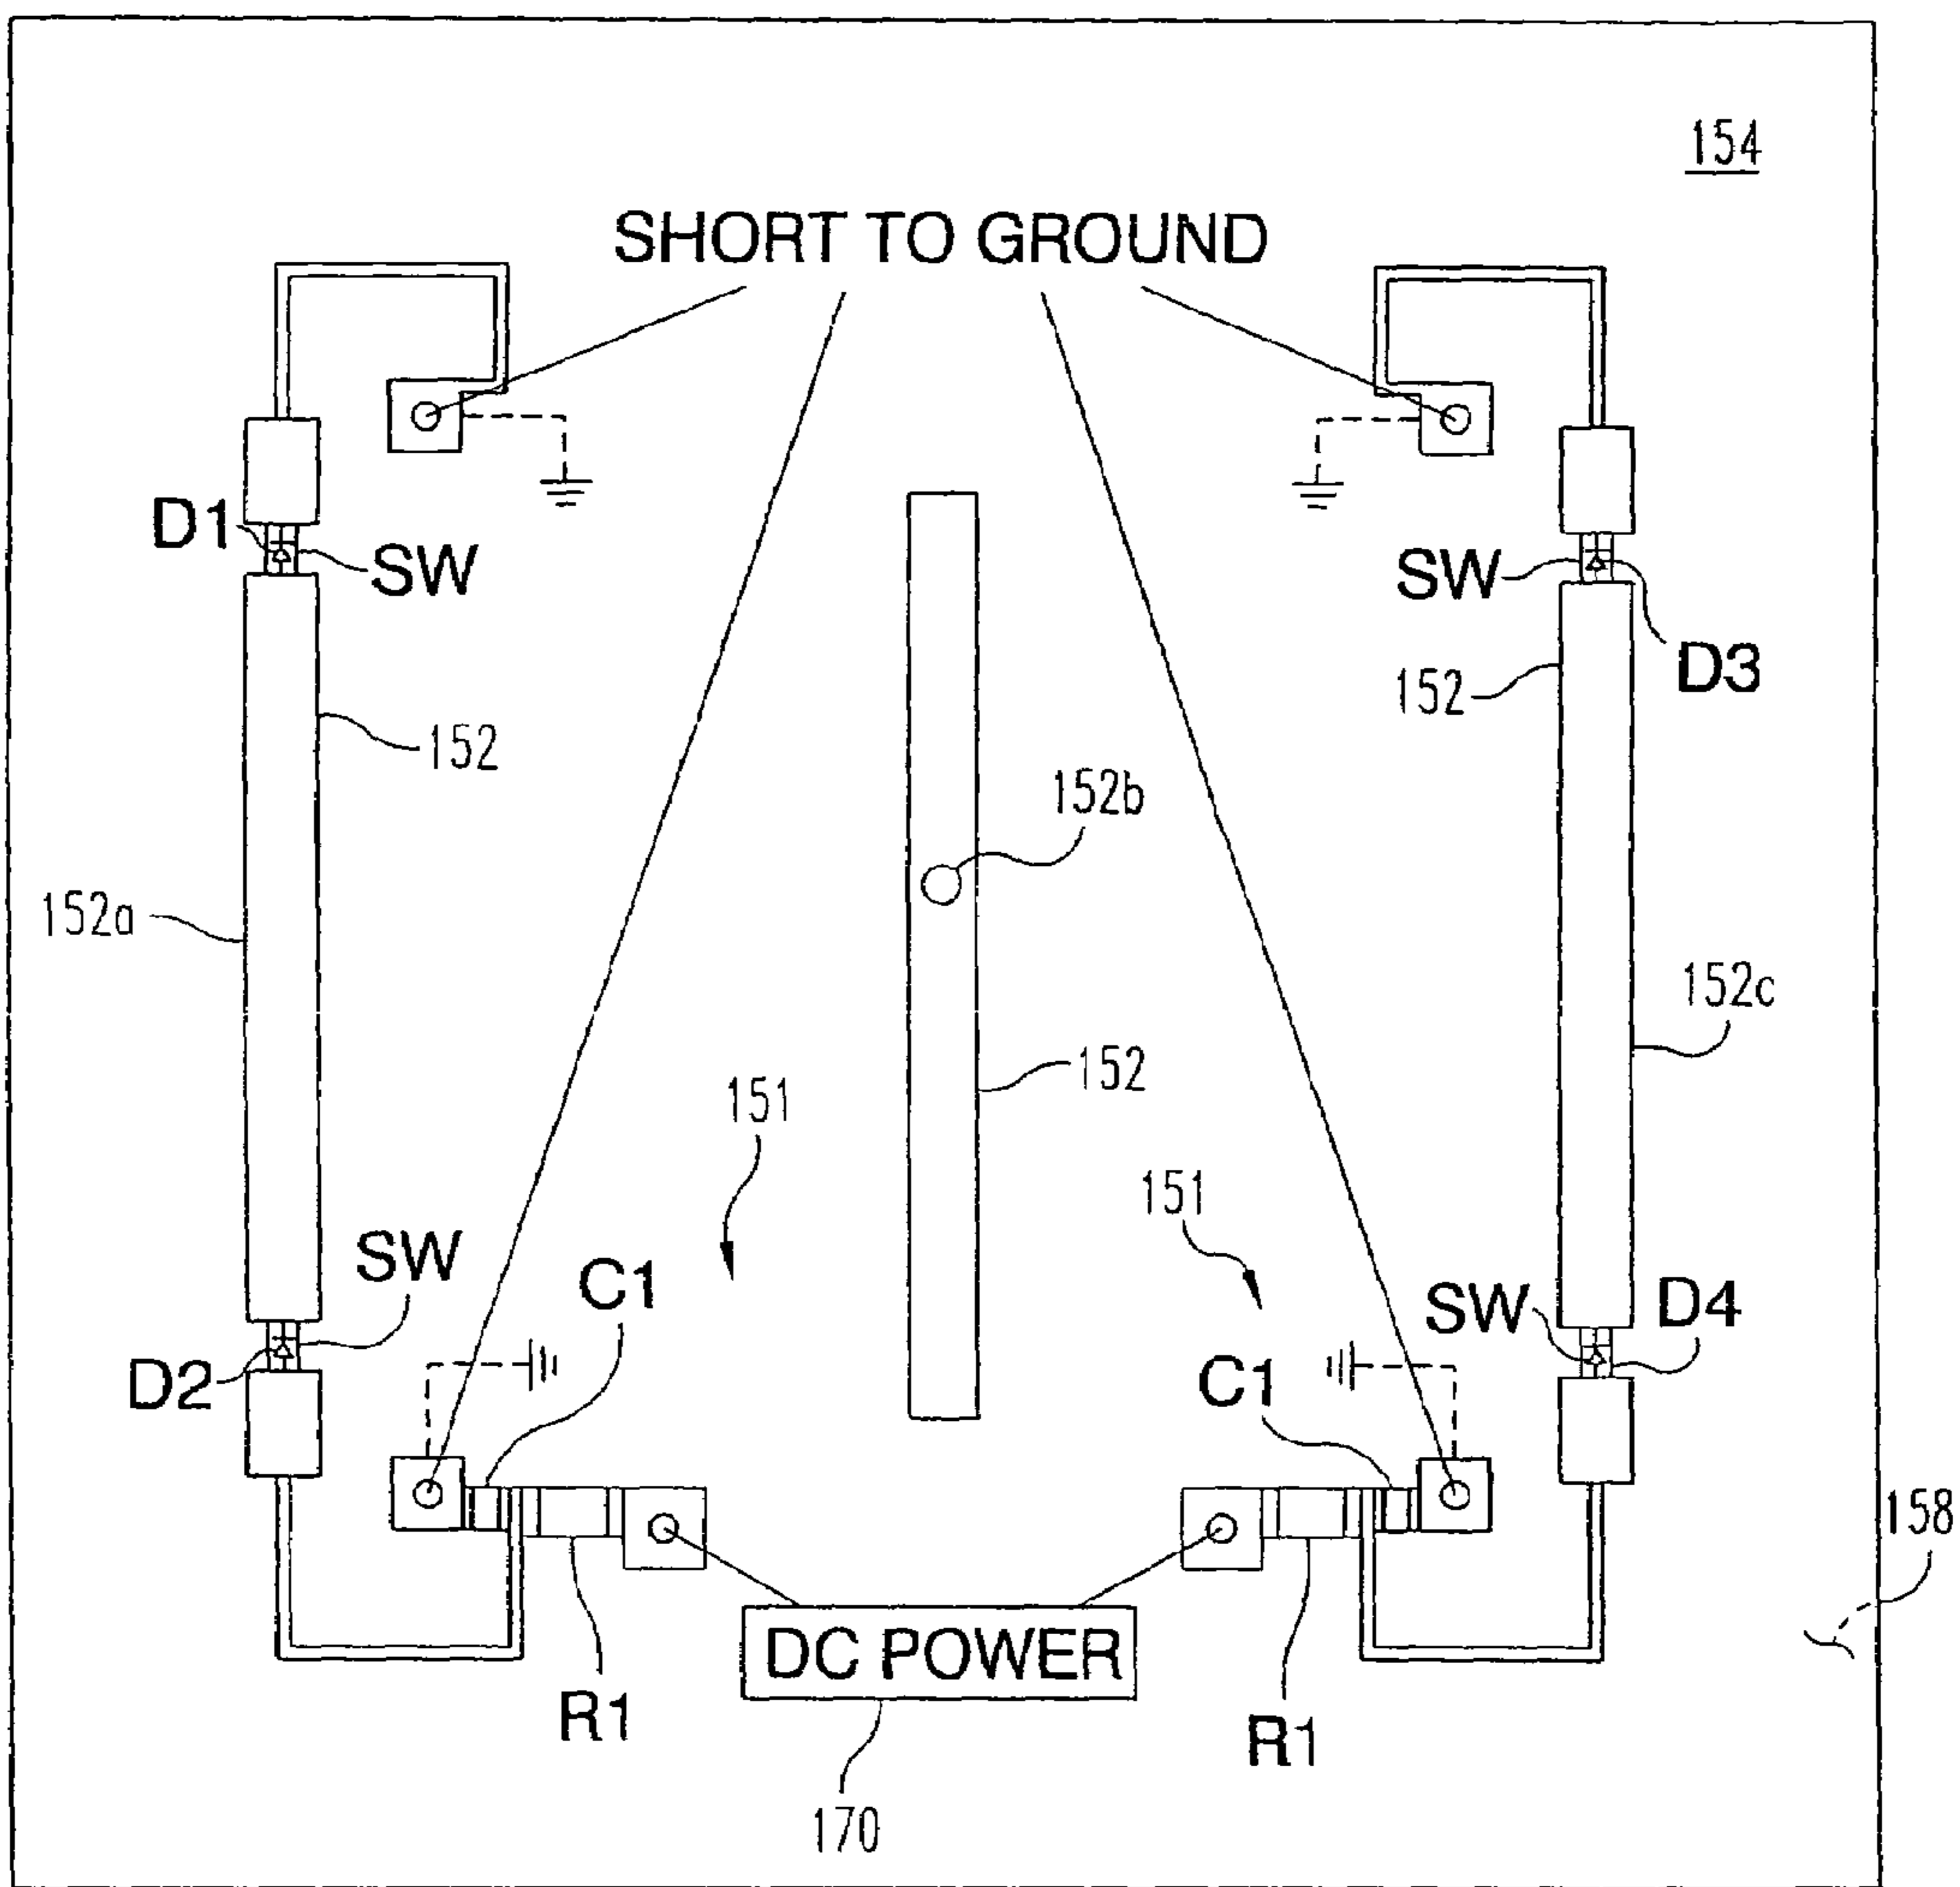 154
SHORT TO GROUND
D1
SW
SW
D3
152
152
152b
152a
152c
152
151
151
SW
C1
SW
D4
D2
C1
158
DC POWER
R1
R1
170